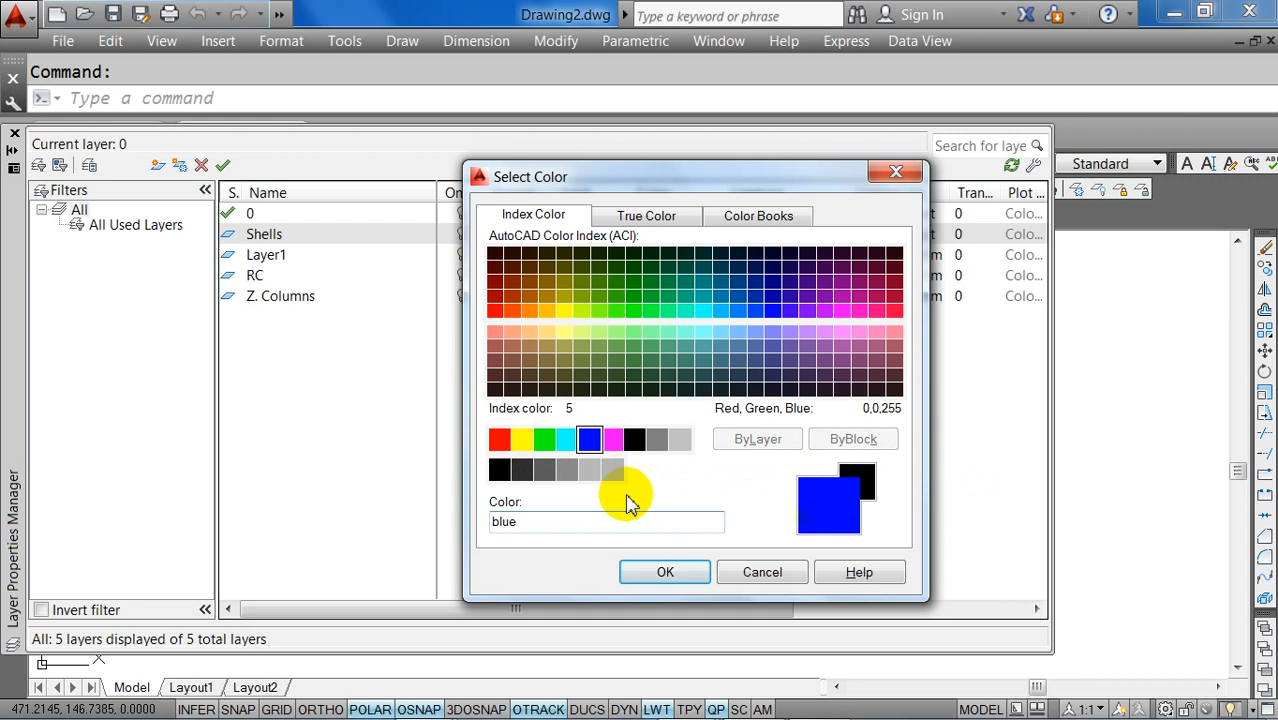 Drawing2.dwg
Type a keyword or phrase
Sign In
File Edit View Insert Format Tools Draw Dimension Modify Parametric Window Help Express Data View
Command:
Type a command
Current layer: 0
Search for laye
Standard
Filters
All
All Used Layers
S. Name On Tran... Plot
0 0 Colo...
Shells 0 Colo...
Layer1 0 Colo...
RC 0 Colo...
Z. Columns 0 Colo...
Select Color
Index Color True Color Color Books
AutoCAD Color Index (ACI):
Index color: 5 Red, Green, Blue: 0,0,255
ByLayer ByBlock
Color:
blue
OK Cancel Help
Invert filter
All: 5 layers displayed of 5 total layers
Layer Properties Manager
Model Layout1 Layout2
471.2145, 146.7385, 0.0000 INFER SNAP GRID ORTHO POLAR OSNAP 3DOSNAP OTRACK DUCS DYN LWT TPY QP SC AM MODEL 1:1